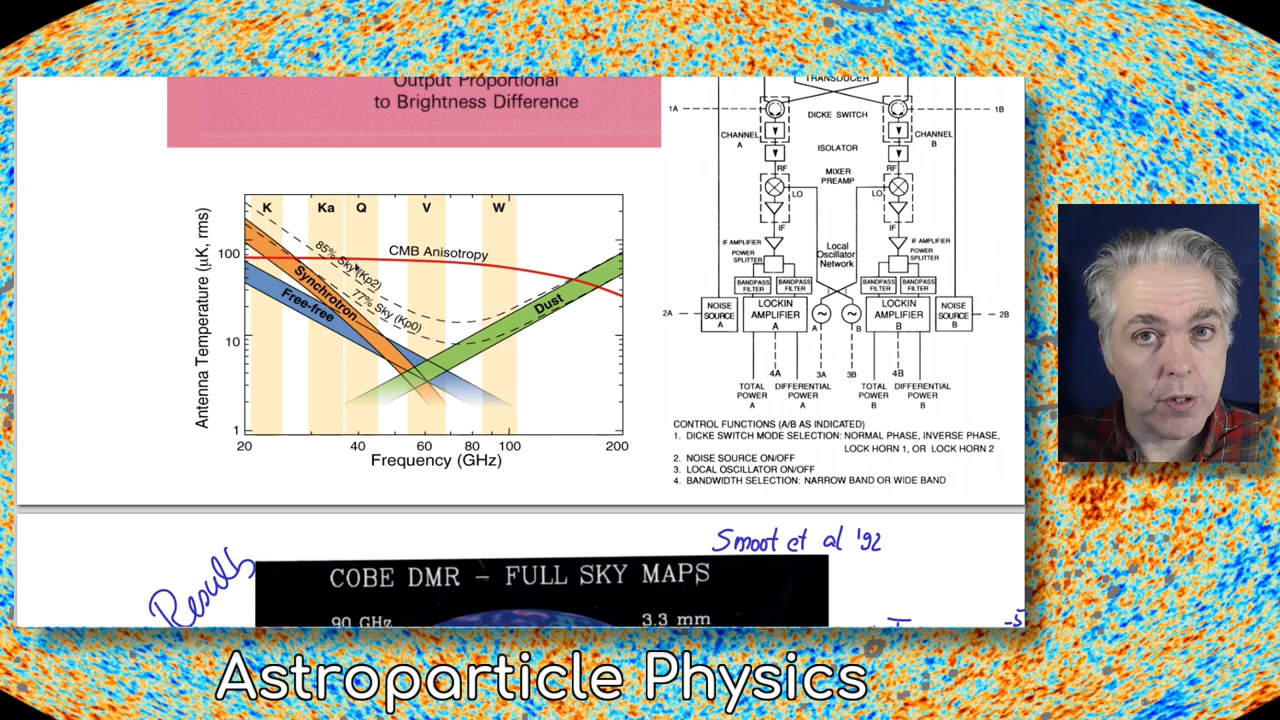 Output Proportional
to Brightness Difference
K Ka Q V W
Antenna Temperature (μK, rms)
100
10
1
85% Sky (Kp2)
CMB Anisotropy
77% Sky (Kp0)
Synchrotron
Free-free
Dust
20 40 60 80 100 200
Frequency (GHz)
TRANSDUCER
1A 1B
DICKE SWITCH
CHANNEL
A
CHANNEL
B
ISOLATOR
RF RF
MIXER
PREAMP
LO LO
IF IF
IF AMPLIFIER IF AMPLIFIER
POWER
SPLITTER
POWER
SPLITTER
Local
Oscillator
Network
BANDPASS
FILTER
BANDPASS
FILTER
BANDPASS
FILTER
BANDPASS
FILTER
2A 2B
NOISE
SOURCE
A
LOCKIN
AMPLIFIER
A
A B
LOCKIN
AMPLIFIER
B
NOISE
SOURCE
B
4A 3A 3B 4B
TOTAL
POWER
A
DIFFERENTIAL
POWER
A
TOTAL
POWER
B
DIFFERENTIAL
POWER
B
CONTROL FUNCTIONS (A/B AS INDICATED)
1. DICKE SWITCH MODE SELECTION: NORMAL PHASE, INVERSE PHASE,
LOCK HORN 1, OR LOCK HORN 2
2. NOISE SOURCE ON/OFF
3. LOCAL OSCILLATOR ON/OFF
4. BANDWIDTH SELECTION: NARROW BAND OR WIDE BAND
Smoot et al '92
Results
COBE DMR – FULL SKY MAPS
90 GHz 3.3 mm
-5
Astroparticle Physics